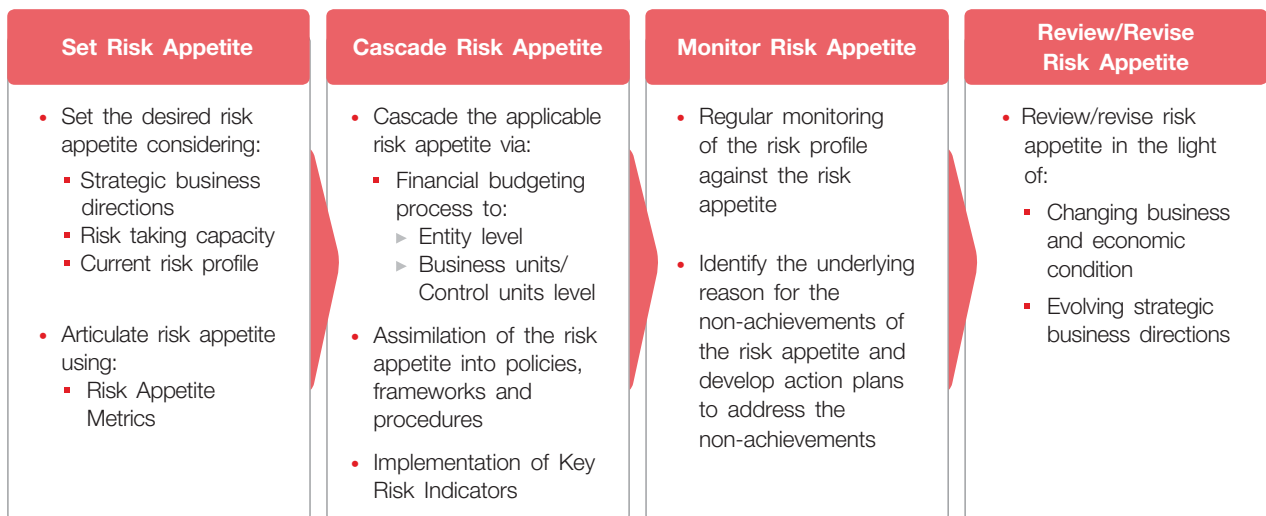 Set Risk Appetite
• Set the desired risk
appetite considering:
▪ Strategic business
directions
▪ Risk taking capacity
▪ Current risk profile
• Articulate risk appetite
using:
▪ Risk Appetite
Metrics
Cascade Risk Appetite
• Cascade the applicable
risk appetite via:
▪ Financial budgeting
process to:
► Entity level
► Business units/
Control units level
• Assimilation of the risk
appetite into policies,
frameworks and
procedures
• Implementation of Key
Risk Indicators
Monitor Risk Appetite
• Regular monitoring
of the risk profile
against the risk
appetite
• Identify the underlying
reason for the
non-achievements of
the risk appetite and
develop action plans
to address the
non-achievements
Review/Revise
Risk Appetite
• Review/revise risk
appetite in the light
of:
▪ Changing business
and economic
condition
▪ Evolving strategic
business directions